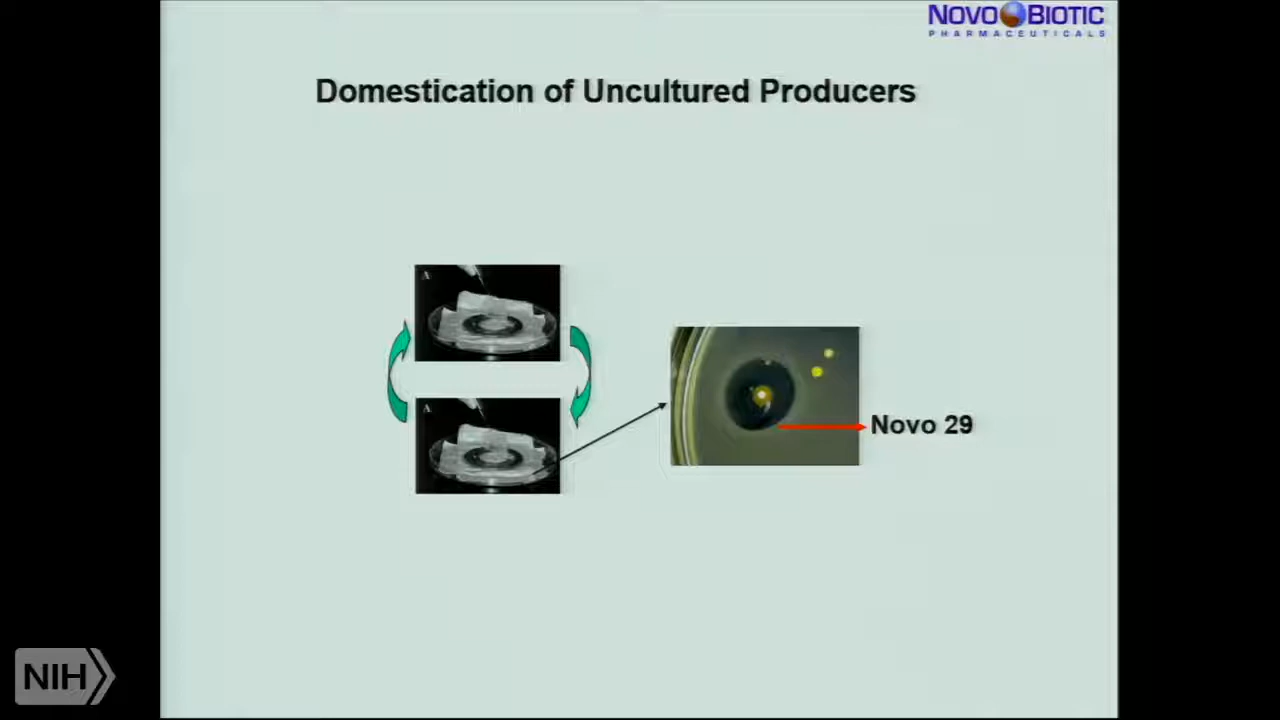 NOVO BIOTIC
PHARMACEUTICALS
Domestication of Uncultured Producers
A
A
Novo 29
NIH